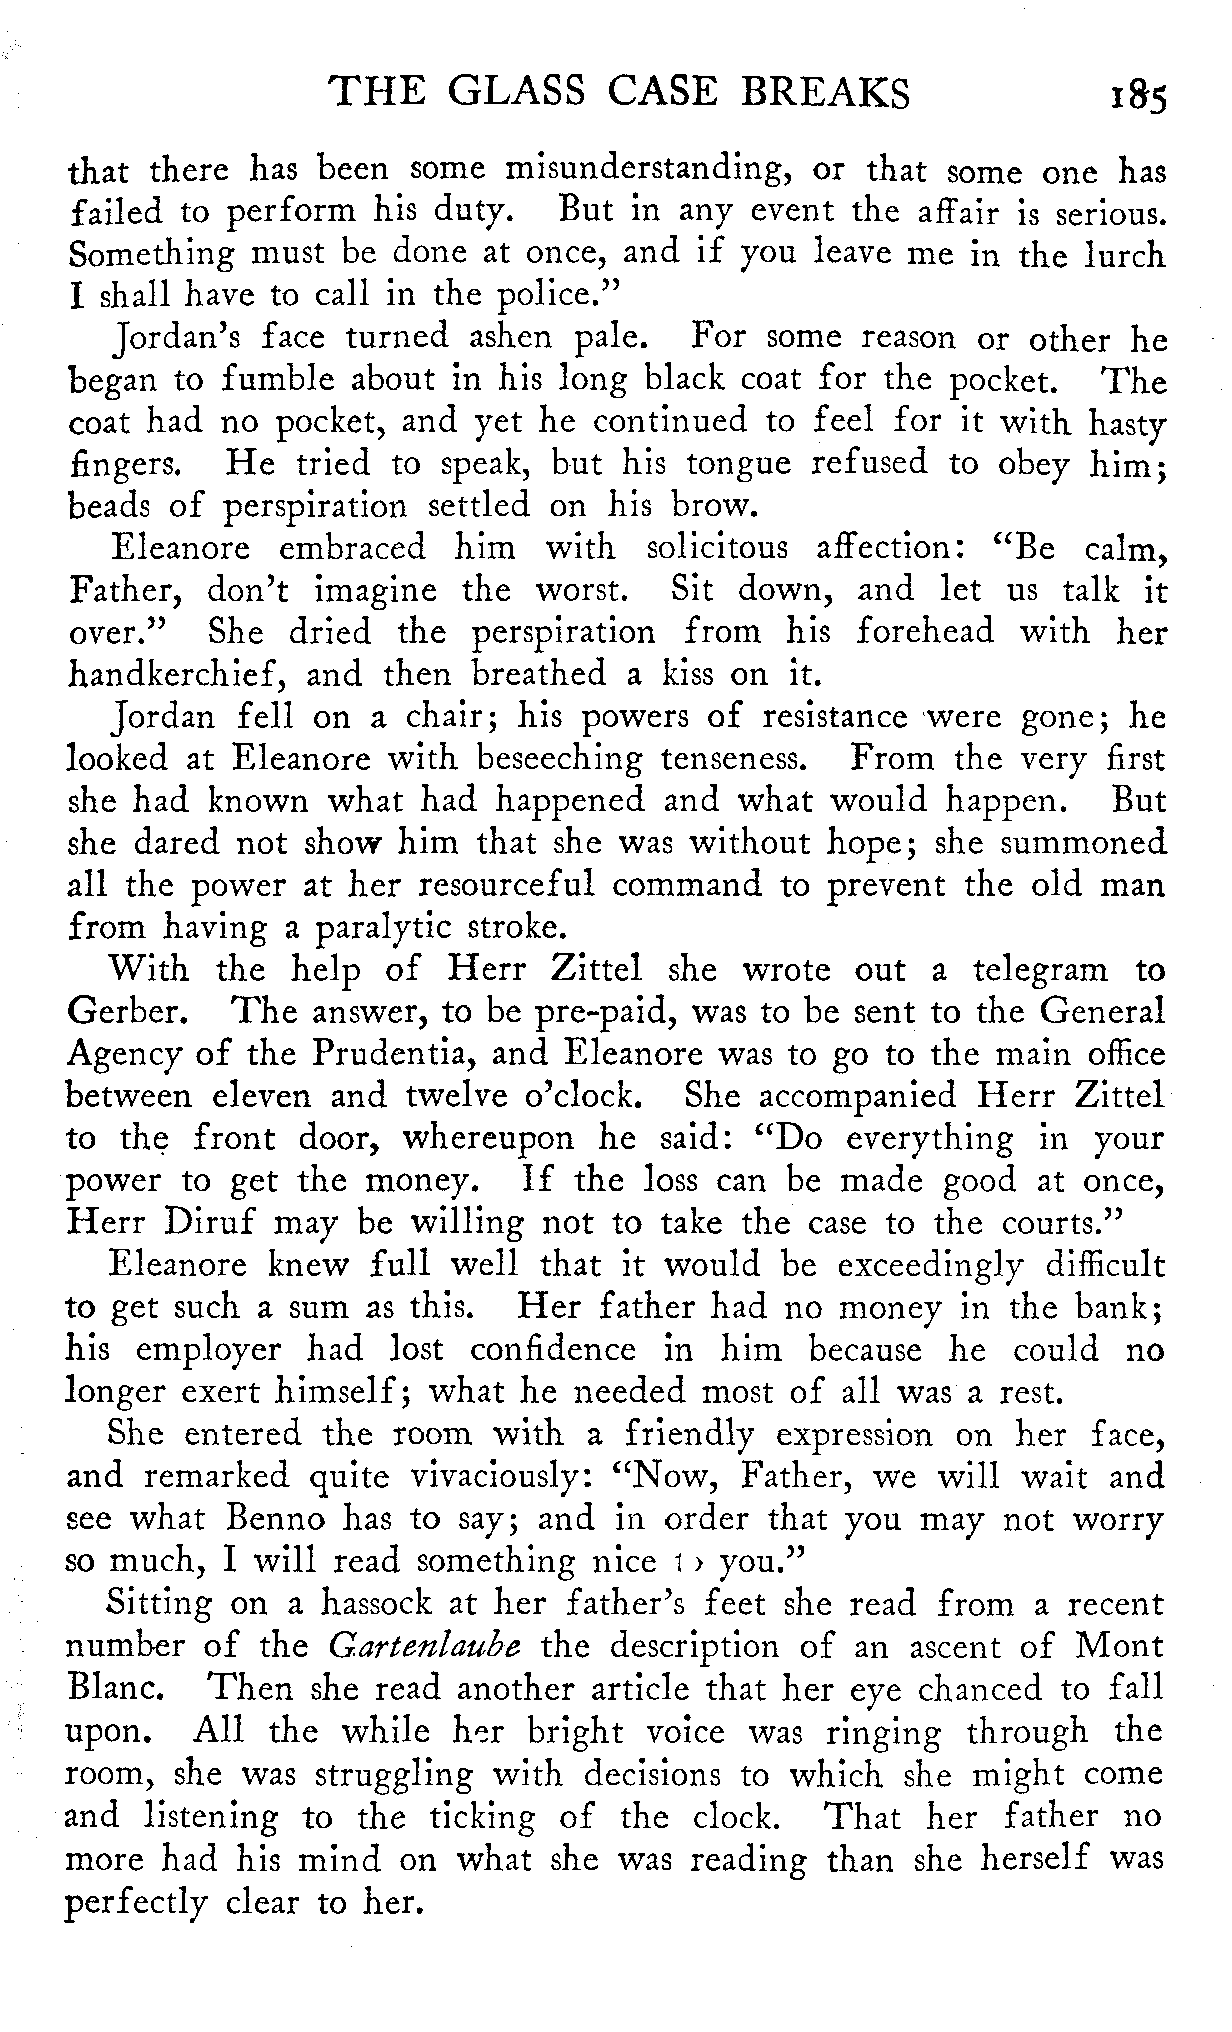 THE GLASS CASE BREAKS 185
that there has been some misunderstanding, or that some one has
failed to perform his duty. But in any event the affair is serious.
Something must be done at once, and if you leave me in the lurch
I shall have to call in the police.”
Jordan’s face turned ashen pale. For some reason or other he
began to fumble about in his long black coat for the pocket. The
coat had no pocket, and yet he continued to feel for it with hasty
fingers. He tried to speak, but his tongue refused to obey him;
beads of perspiration settled on his brow.
Eleanore embraced him with solicitous affection: “Be calm,
Father, don’t imagine the worst. Sit down, and let us talk it
over.” She dried the perspiration from his forehead with her
handkerchief, and then breathed a kiss on it.
Jordan fell on a chair; his powers of resistance were gone; he
looked at Eleanore with beseeching tenseness. From the very first
she had known what had happened and what would happen. But
she dared not show him that she was without hope; she summoned
all the power at her resourceful command to prevent the old man
from having a paralytic stroke.
With the help of Herr Zittel she wrote out a telegram to
Gerber. The answer, to be pre-paid, was to be sent to the General
Agency of the Prudentia, and Eleanore was to go to the main office
between eleven and twelve o’clock. She accompanied Herr Zittel
to the front door, whereupon he said: “Do everything in your
power to get the money. If the loss can be made good at once,
Herr Diruf may be willing not to take the case to the courts.”
Eleanore knew full well that it would be exceedingly difficult
to get such a sum as this. Her father had no money in the bank;
his employer had lost confidence in him because he could no
longer exert himself; what he needed most of all was a rest.
She entered the room with a friendly expression on her face,
and remarked quite vivaciously: “Now, Father, we will wait and
see what Benno has to say; and in order that you may not worry
so much, I will read something nice you.”
Sitting on a hassock at her father’s feet she read from a recent
number of the Gartenlaube the description of an ascent of Mont
Blanc. Then she read another article that her eye chanced to fall
upon. All the while her bright voice was ringing through the
room, she was struggling with decisions to which she might come
and listening to the ticking of the clock. That her father no
more had his mind on what she was reading than she herself was
perfectly clear to her.